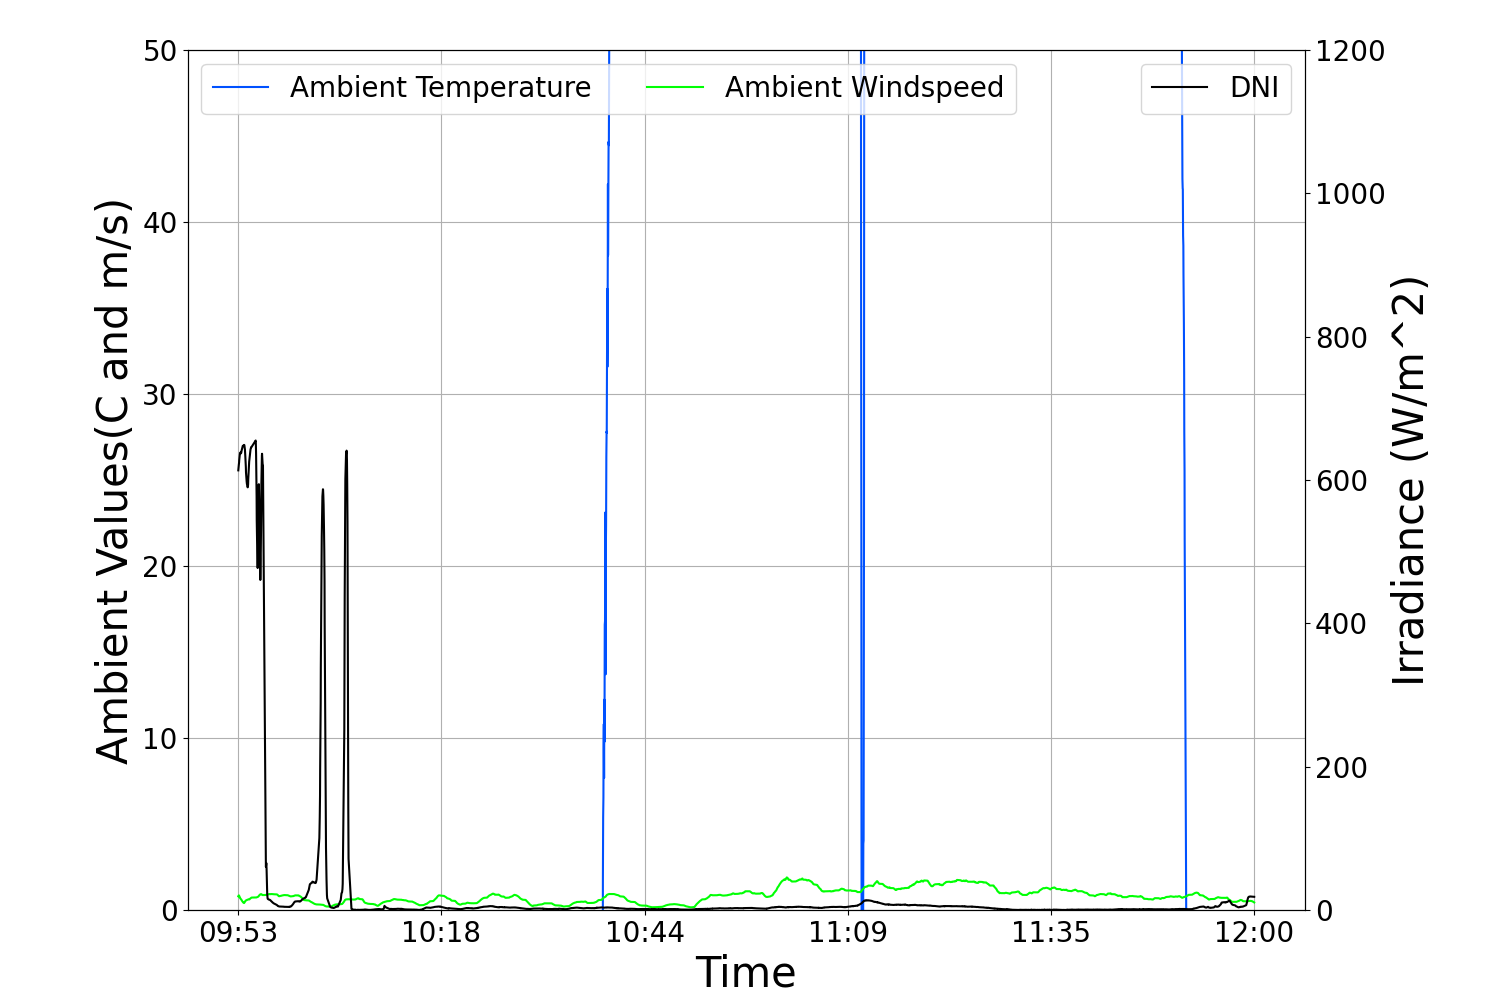 Ambient Temperature Ambient Windspeed DNI
Ambient Values(C and m/s)
50
40
30
20
10
0
1200
1000
800
600
400
200
0
Irradiance (W/m^2)
09:53 10:18 10:44 11:09 11:35 12:00
Time